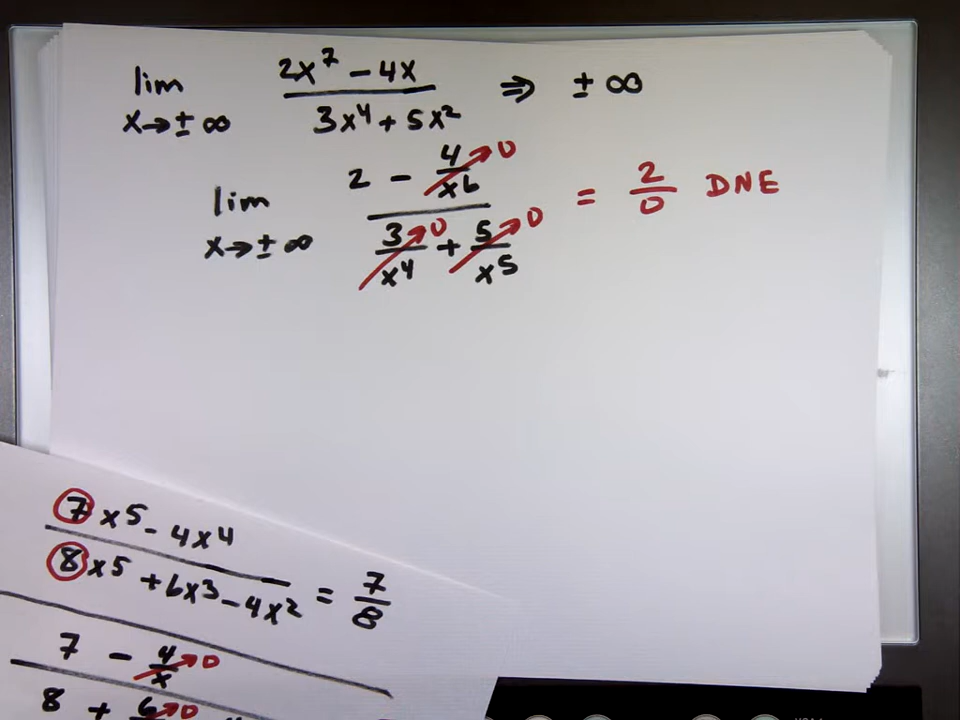 lim x→±∞ (2x⁷ − 4x)/(3x⁴ + 5x²) ⇒ ±∞
lim x→±∞ (2 − 4/x⁶ →0)/(3/x⁴ →0 + 5/x⁵ →0) = 2/0 DNE
(7x⁵ − 4x⁴)/(8x⁵ + 6x³ − 4x²) = 7/8
7 − 4/x →0
8 + 6 →0